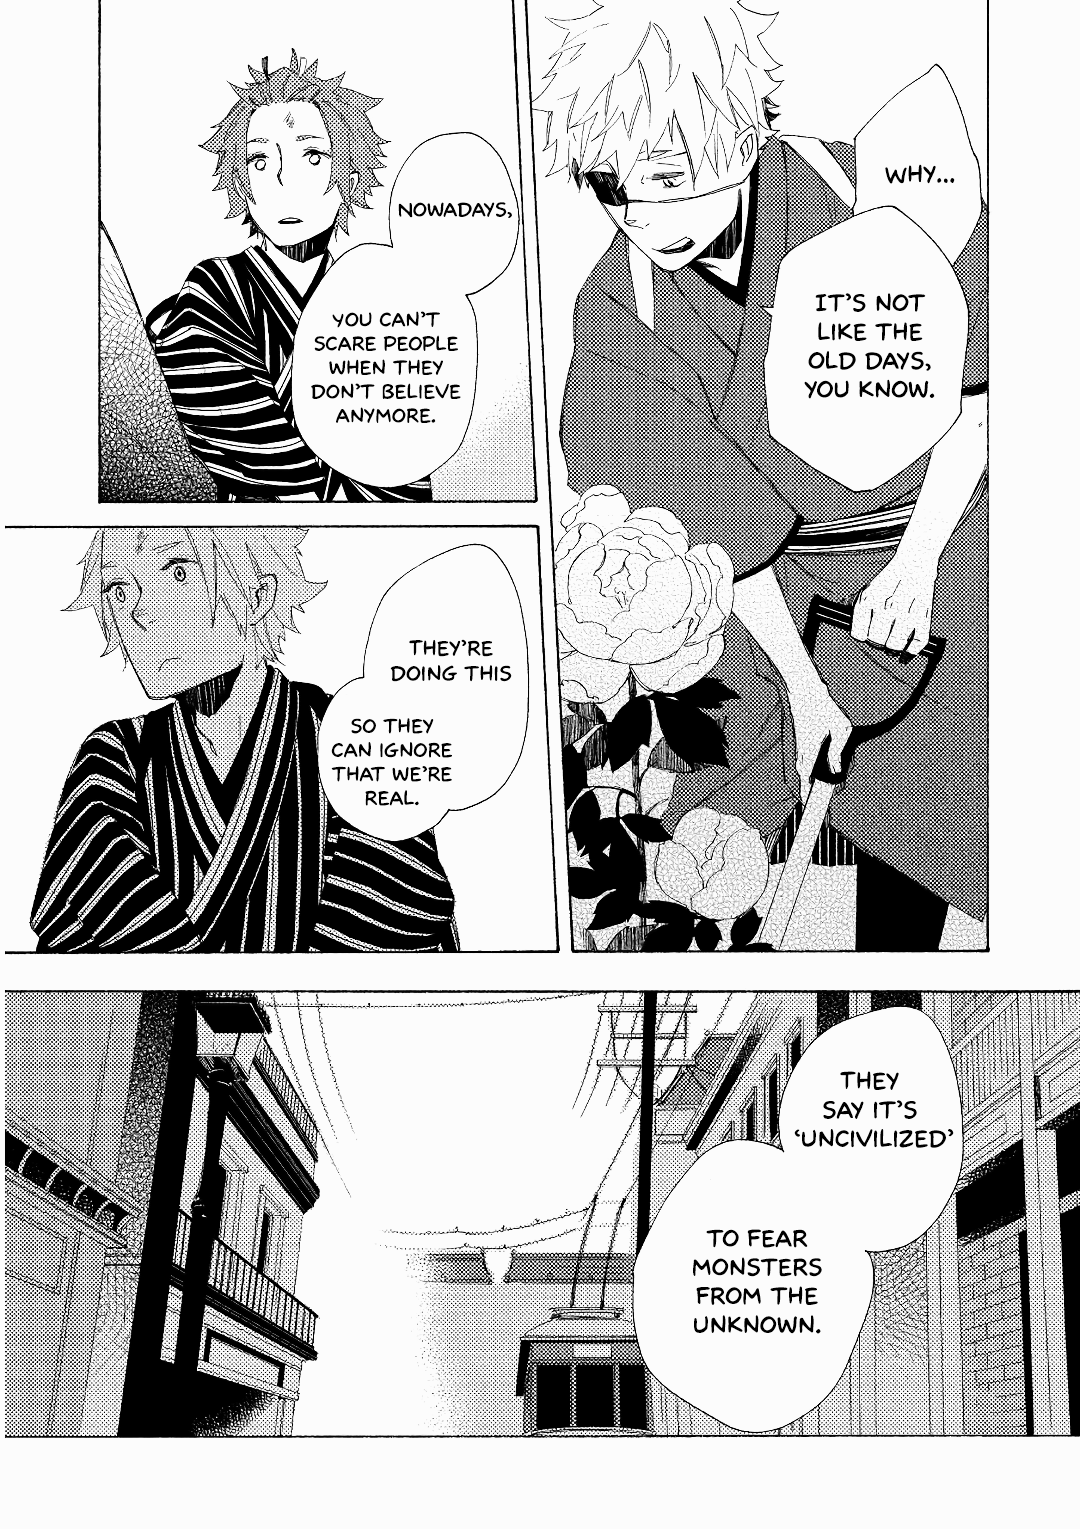 WHY...
IT'S NOT
LIKE THE
OLD DAYS,
YOU KNOW.
NOWADAYS,
YOU CAN'T
SCARE PEOPLE
WHEN THEY
DON'T BELIEVE
ANYMORE.
THEY'RE
DOING THIS
SO THEY
CAN IGNORE
THAT WE'RE
REAL.
THEY
SAY IT'S
'UNCIVILIZED'
TO FEAR
MONSTERS
FROM THE
UNKNOWN.